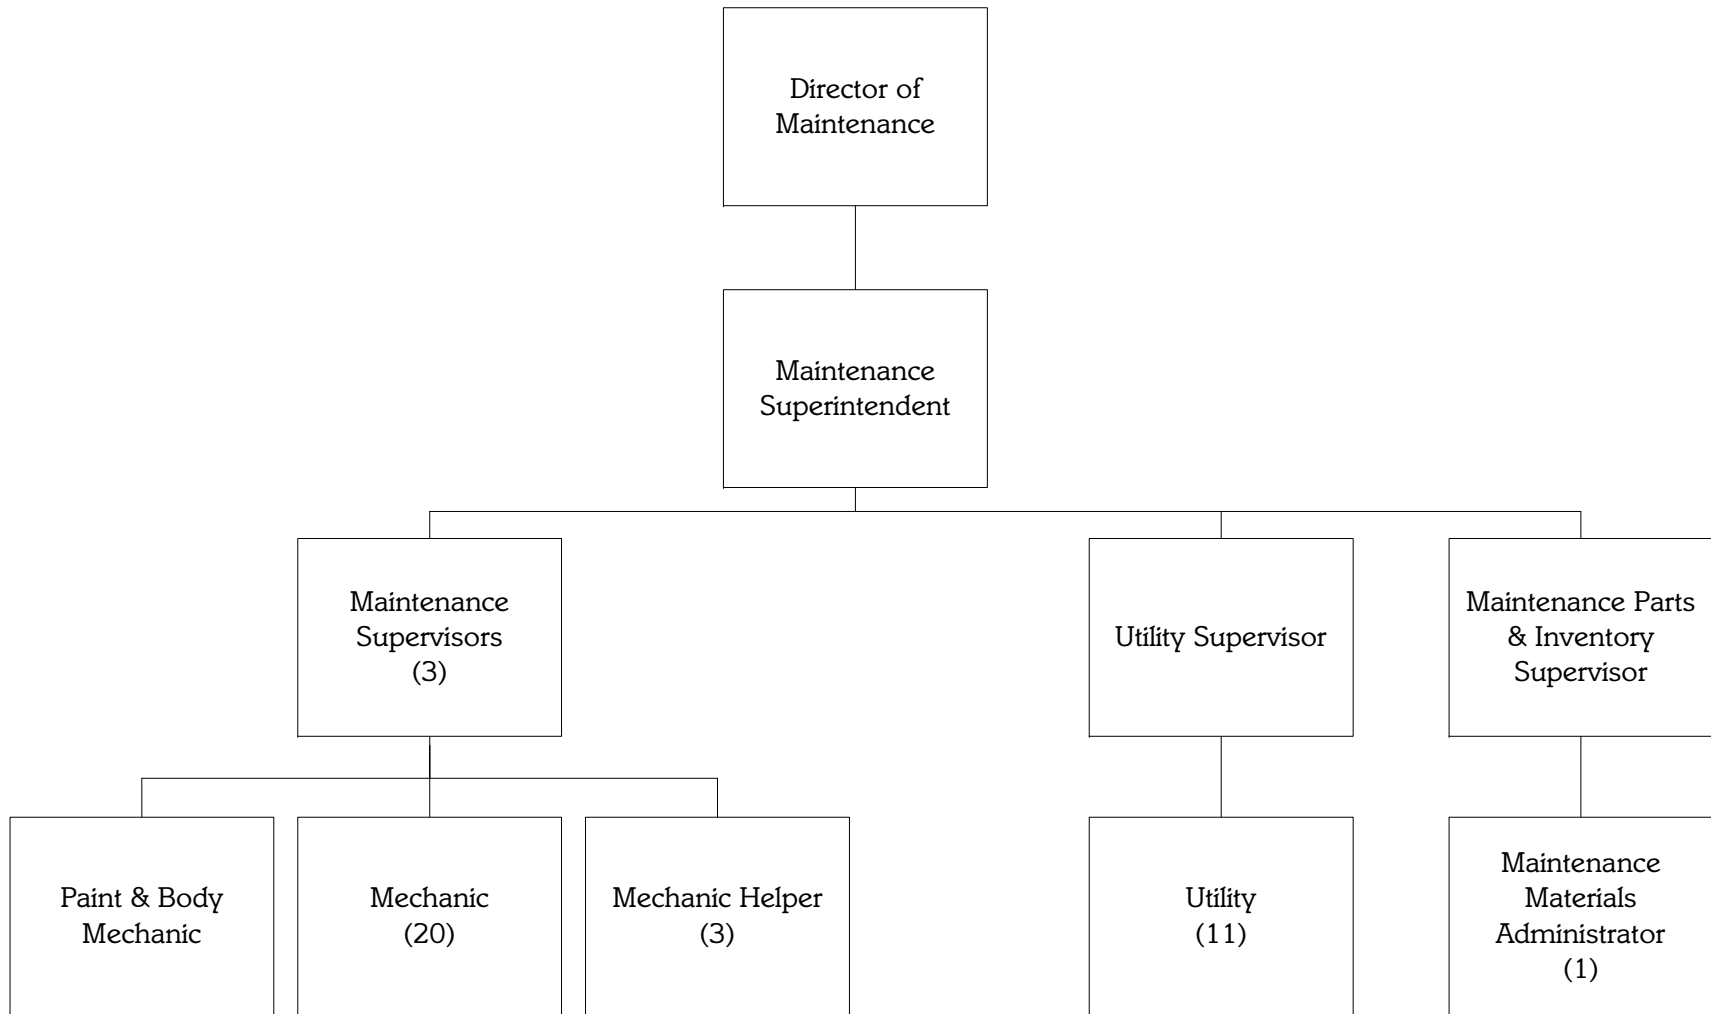 Director of
Maintenance
Maintenance
Superintendent
Maintenance
Supervisors
(3)
Utility Supervisor
Maintenance Parts
& Inventory
Supervisor
Paint & Body
Mechanic
Mechanic
(20)
Mechanic Helper
(3)
Utility
(11)
Maintenance
Materials
Administrator
(1)